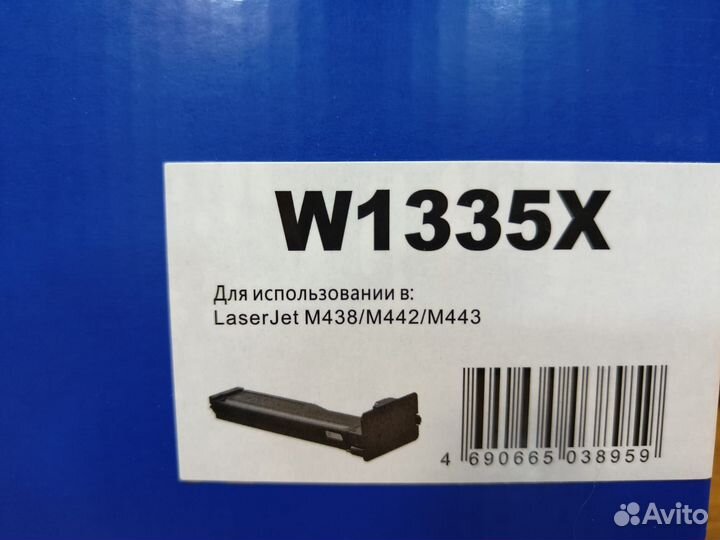 W1335X
Для использовании в:
LaserJet M438/M442/M443
4 690665 038959
Avito